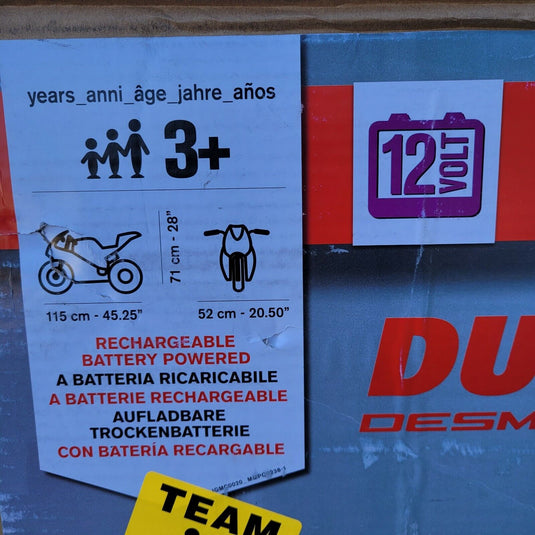 years_anni_âge_jahre_años
3+
12
VOLT
71 cm - 28"
115 cm - 45.25"
52 cm - 20.50"
RECHARGEABLE
BATTERY POWERED
A BATTERIA RICARICABILE
A BATTERIE RECHARGEABLE
AUFLADBARE
TROCKENBATTERIE
CON BATERÍA RECARGABLE
DU
DESM
TEAM